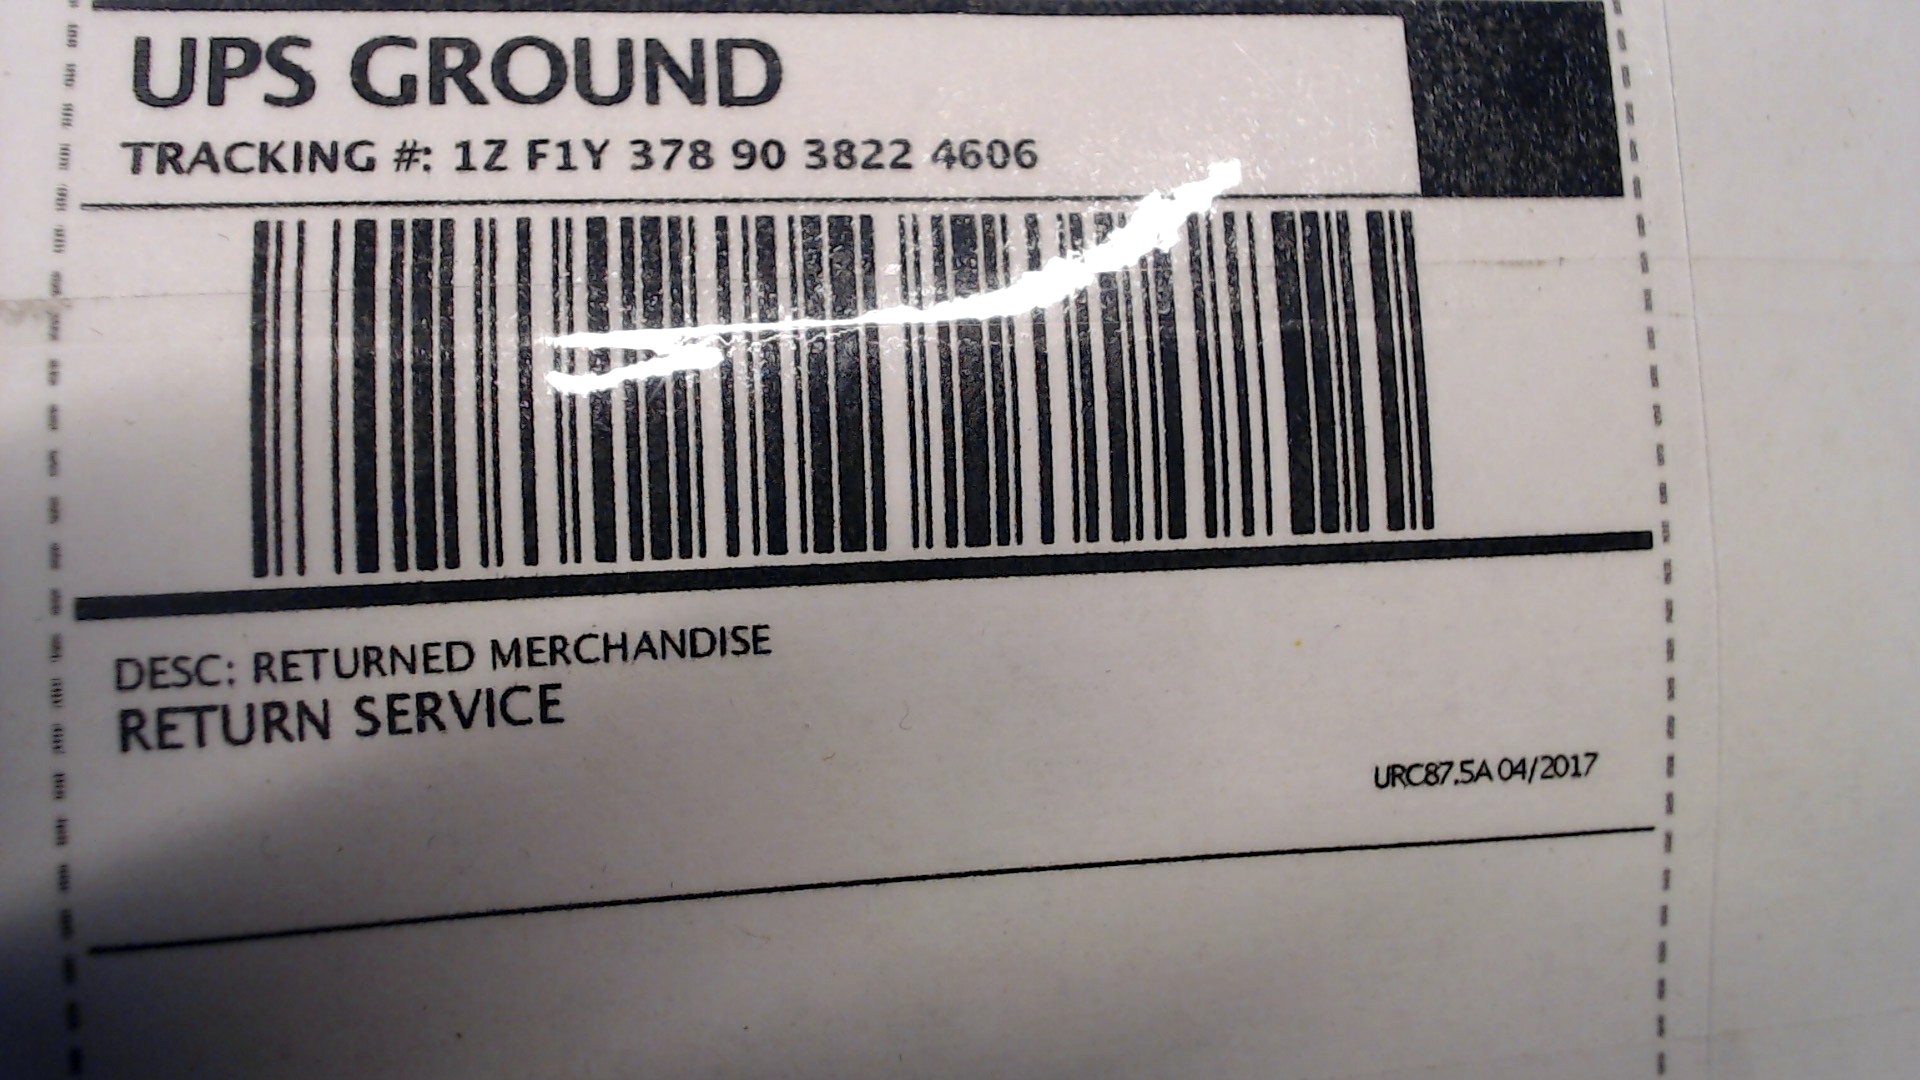 UPS GROUND
TRACKING #: 1Z F1Y 378 90 3822 4606
DESC: RETURNED MERCHANDISE
RETURN SERVICE
URC87.5A 04/2017